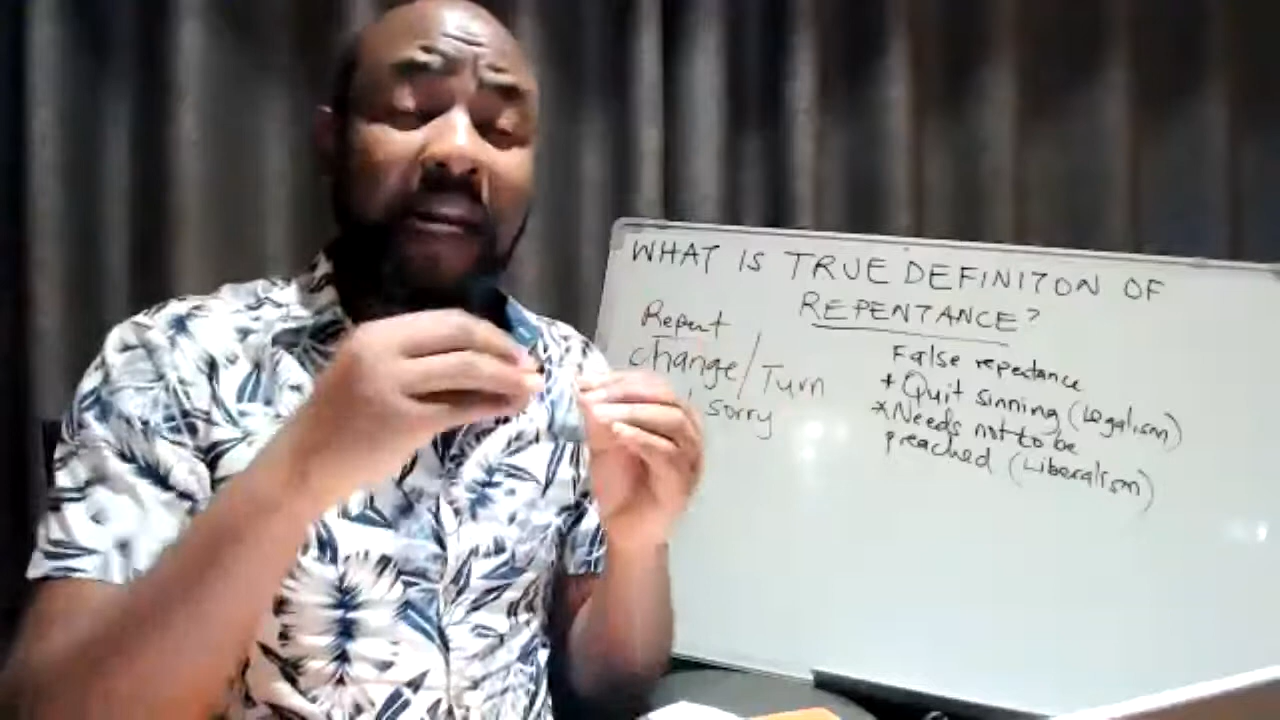 WHAT IS TRUE DEFINITON OF
REPENTANCE?
Repent
change/Turn
sorry
False repectance
* Quit sinning (Legalism)
* Needs not to be
preached (Liberalism)